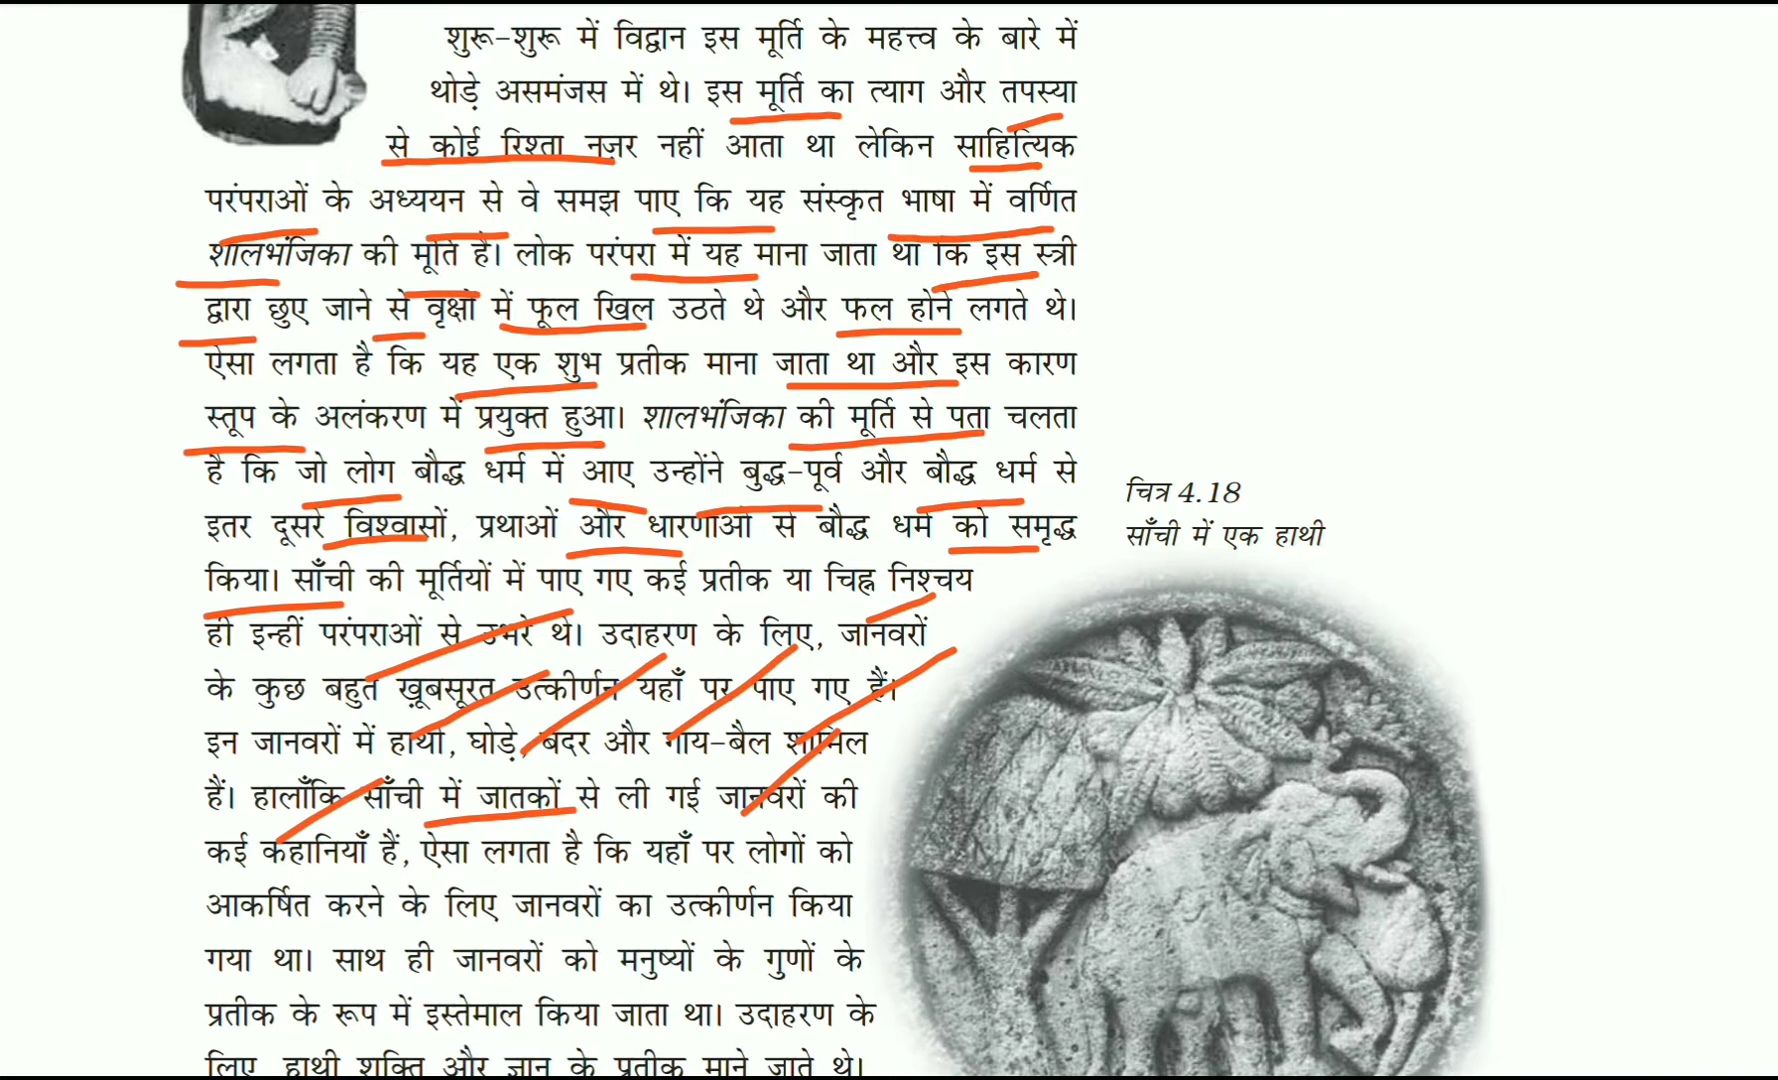 शुरू-शुरू में विद्वान इस मूर्ति के महत्त्व के बारे में
थोड़े असमंजस में थे। इस मूर्ति का त्याग और तपस्या
से कोई रिश्ता नज़र नहीं आता था लेकिन साहित्यिक
परंपराओं के अध्ययन से वे समझ पाए कि यह संस्कृत भाषा में वर्णित
शालभंजिका की मूर्ति है। लोक परंपरा में यह माना जाता था कि इस स्त्री
द्वारा छुए जाने से वृक्षों में फूल खिल उठते थे और फल होने लगते थे।
ऐसा लगता है कि यह एक शुभ प्रतीक माना जाता था और इस कारण
स्तूप के अलंकरण में प्रयुक्त हुआ। शालभंजिका की मूर्ति से पता चलता
है कि जो लोग बौद्ध धर्म में आए उन्होंने बुद्ध-पूर्व और बौद्ध धर्म से
इतर दूसरे विश्वासों, प्रथाओं और धारणाओं से बौद्ध धर्म को समृद्ध
किया। साँची की मूर्तियों में पाए गए कई प्रतीक या चिह्न निश्चय
ही इन्हीं परंपराओं से उभरे थे। उदाहरण के लिए, जानवरों
के कुछ बहुत ख़ूबसूरत उत्कीर्णन यहाँ पर पाए गए हैं।
इन जानवरों में हाथी, घोड़े, बंदर और गाय-बैल शामिल
हैं। हालाँकि साँची में जातकों से ली गई जानवरों की
कई कहानियाँ हैं, ऐसा लगता है कि यहाँ पर लोगों को
आकर्षित करने के लिए जानवरों का उत्कीर्णन किया
गया था। साथ ही जानवरों को मनुष्यों के गुणों के
प्रतीक के रूप में इस्तेमाल किया जाता था। उदाहरण के
लिए, हाथी शक्ति और ज्ञान के प्रतीक माने जाते थे।
चित्र 4.18
साँची में एक हाथी